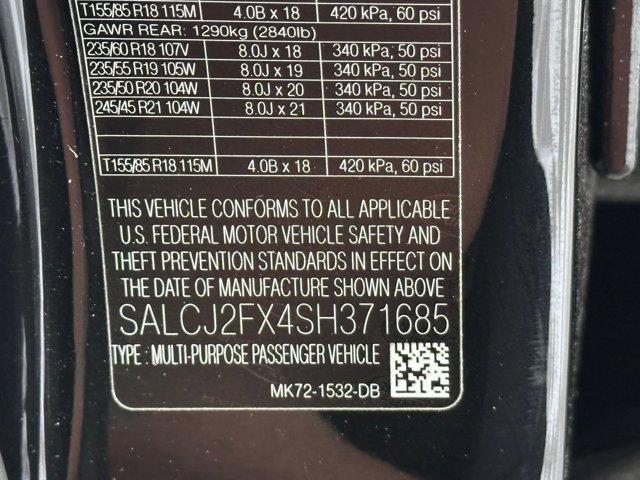 T155/85 R18 115M 4.0B x 18 420 kPa, 60 psi
GAWR REAR: 1290kg (2840lb)
235/60 R18 107V 8.0J x 18 340 kPa, 50 psi
235/55 R19 105W 8.0J x 19 340 kPa, 50 psi
235/50 R20 104W 8.0J x 20 340 kPa, 50 psi
245/45 R21 104W 8.0J x 21 340 kPa, 50 psi
T155/85 R18 115M 4.0B x 18 420 kPa, 60 psi
THIS VEHICLE CONFORMS TO ALL APPLICABLE
U.S. FEDERAL MOTOR VEHICLE SAFETY AND
THEFT PREVENTION STANDARDS IN EFFECT ON
THE DATE OF MANUFACTURE SHOWN ABOVE
SALCJ2FX4SH371685
TYPE : MULTI-PURPOSE PASSENGER VEHICLE
MK72-1532-DB